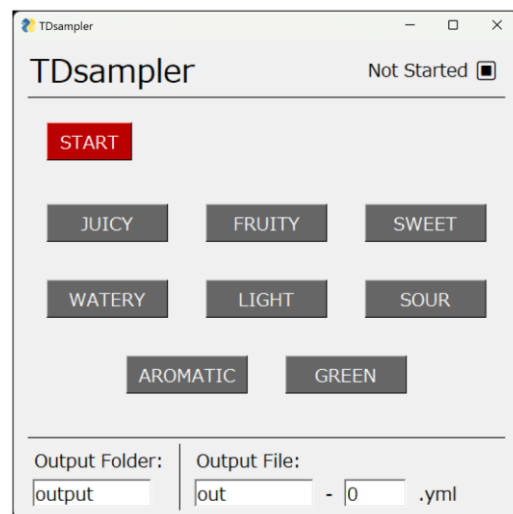 TDsampler
TDsampler Not Started
START
JUICY FRUITY SWEET
WATERY LIGHT SOUR
AROMATIC GREEN
Output Folder: Output File:
output out - 0 .yml